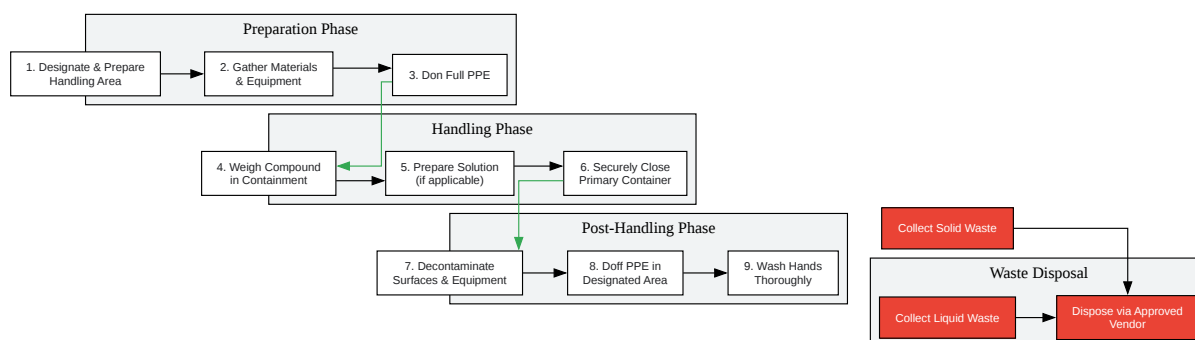 Preparation Phase
1. Designate & Prepare
Handling Area
2. Gather Materials
& Equipment
3. Don Full PPE
Handling Phase
4. Weigh Compound
in Containment
5. Prepare Solution
(if applicable)
6. Securely Close
Primary Container
Post-Handling Phase
7. Decontaminate
Surfaces & Equipment
8. Doff PPE in
Designated Area
9. Wash Hands
Thoroughly
Collect Solid Waste
Waste Disposal
Collect Liquid Waste
Dispose via Approved
Vendor